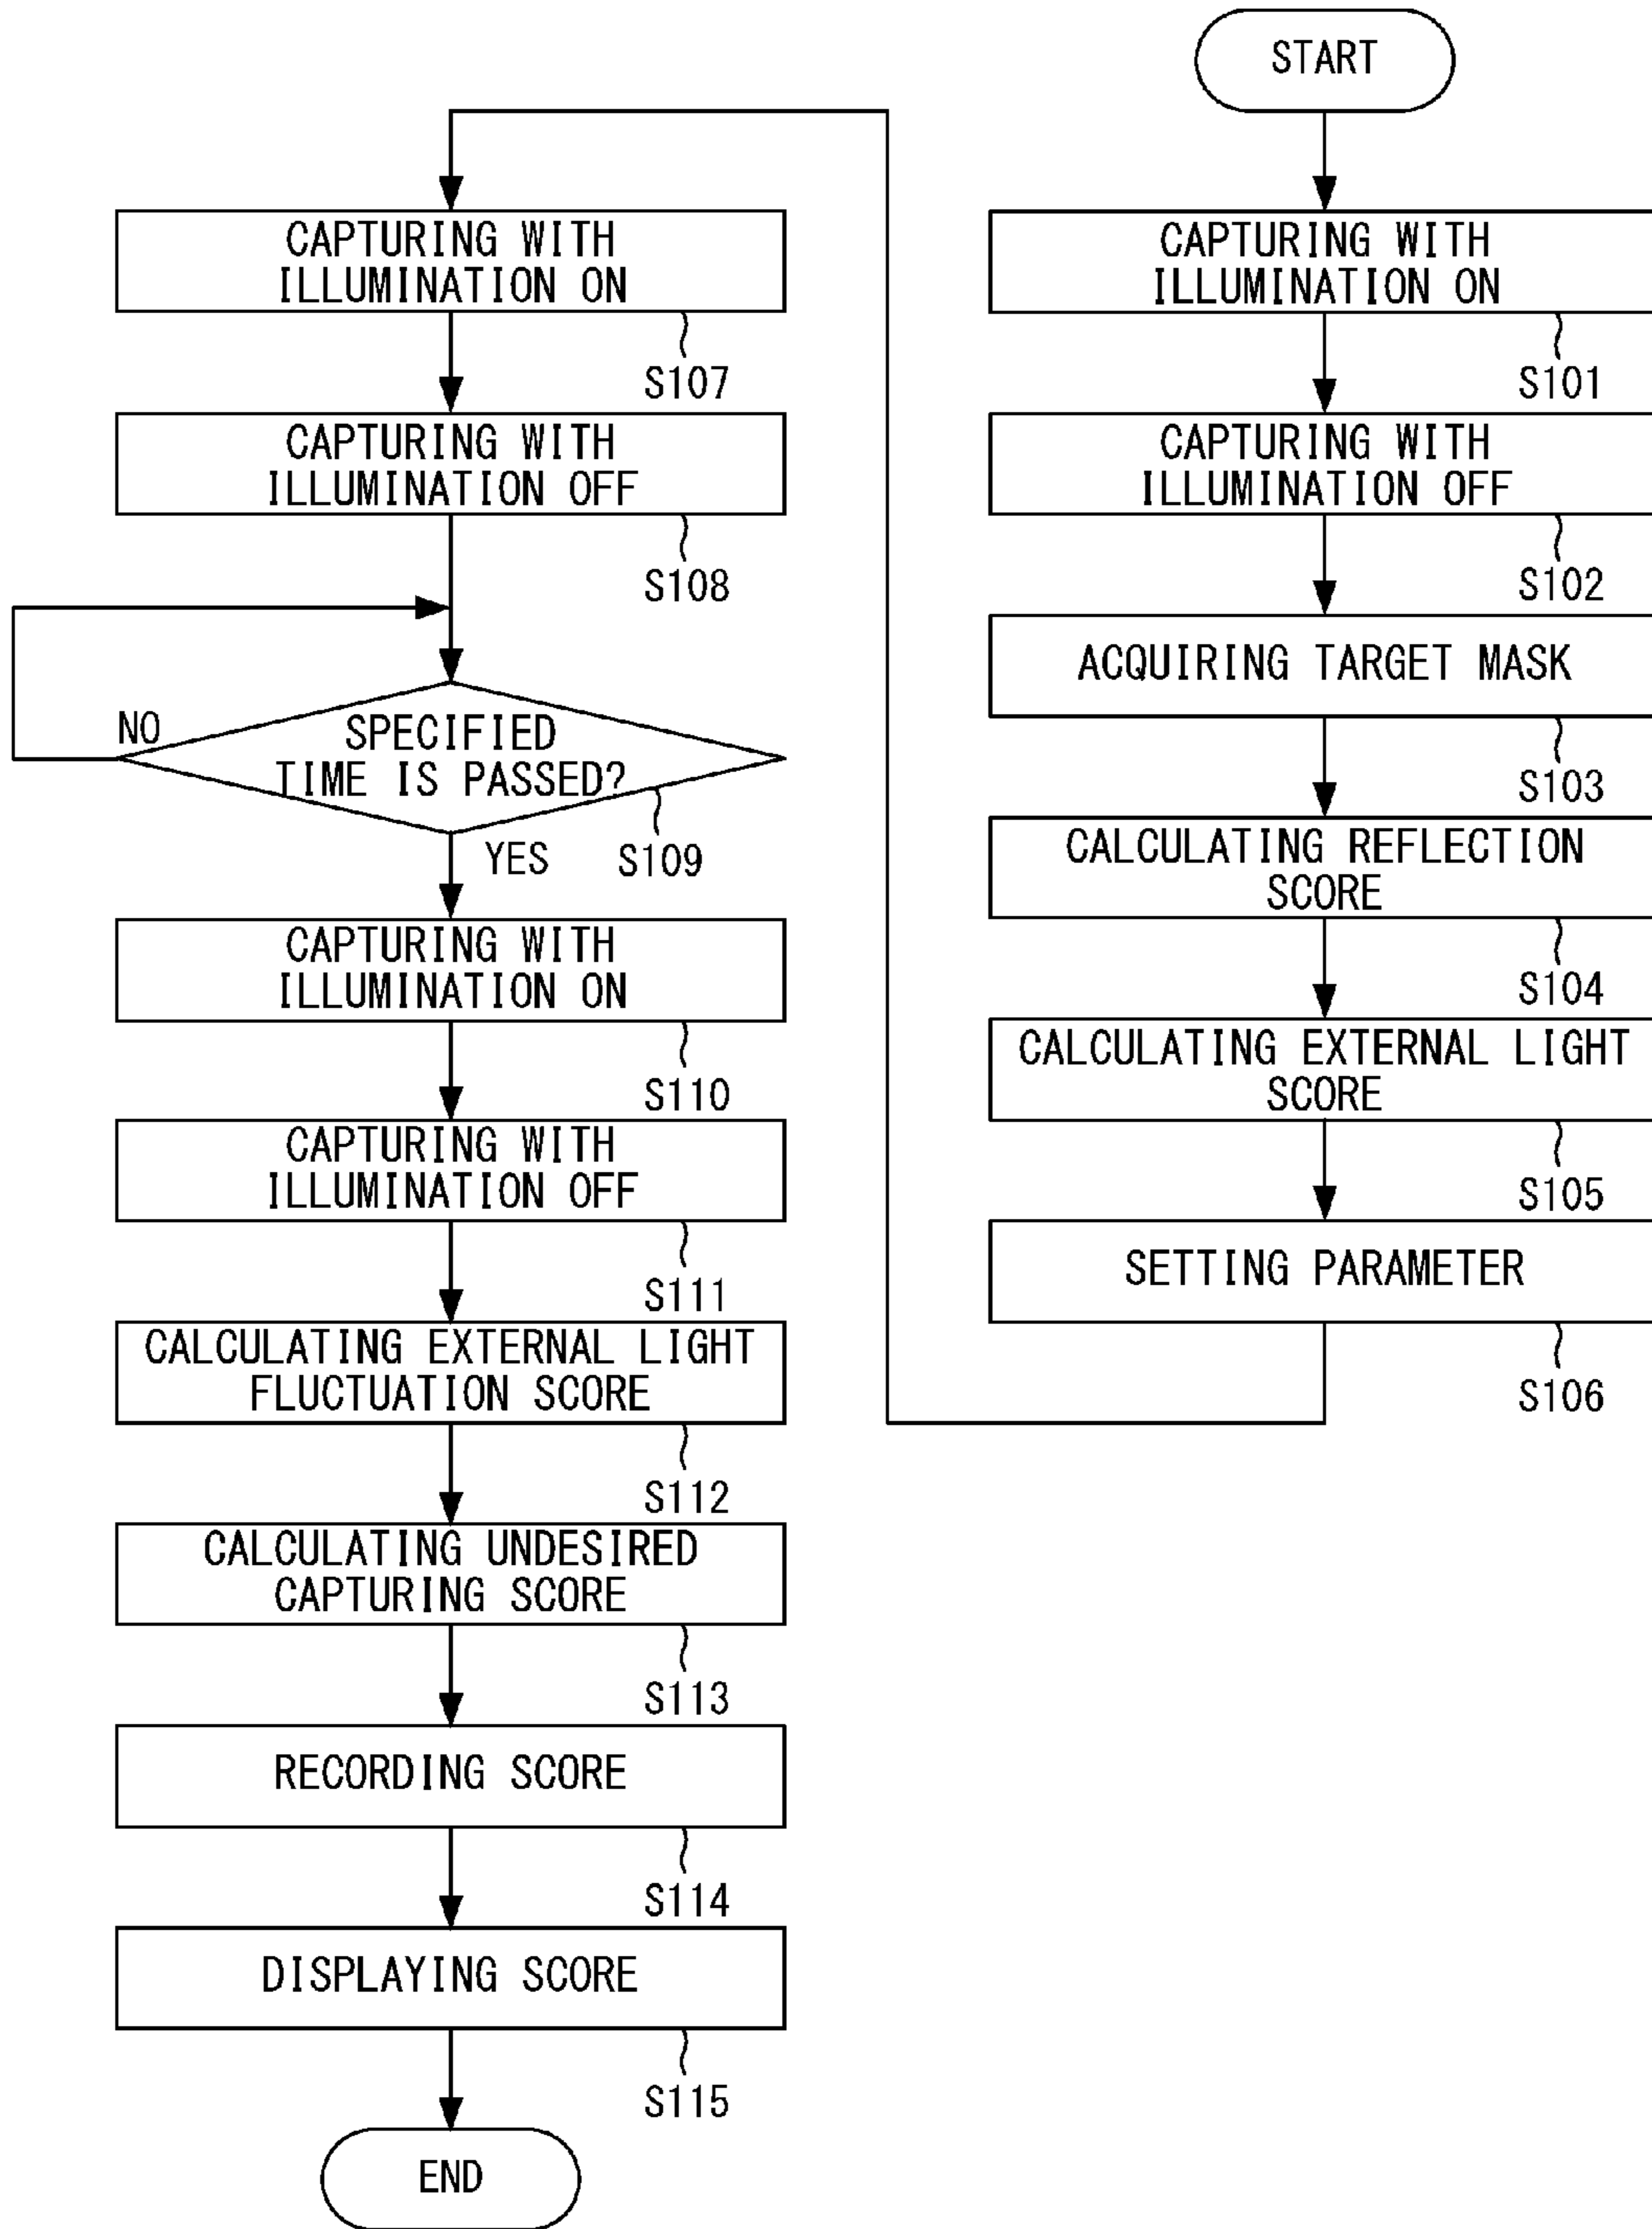 START
CAPTURING WITH
ILLUMINATION ON
S101
CAPTURING WITH
ILLUMINATION OFF
S102
ACQUIRING TARGET MASK
S103
CALCULATING REFLECTION
SCORE
S104
CALCULATING EXTERNAL LIGHT
SCORE
S105
SETTING PARAMETER
S106
CAPTURING WITH
ILLUMINATION ON
S107
CAPTURING WITH
ILLUMINATION OFF
S108
NO
SPECIFIED
TIME IS PASSED?
YES
S109
CAPTURING WITH
ILLUMINATION ON
S110
CAPTURING WITH
ILLUMINATION OFF
S111
CALCULATING EXTERNAL LIGHT
FLUCTUATION SCORE
S112
CALCULATING UNDESIRED
CAPTURING SCORE
S113
RECORDING SCORE
S114
DISPLAYING SCORE
S115
END